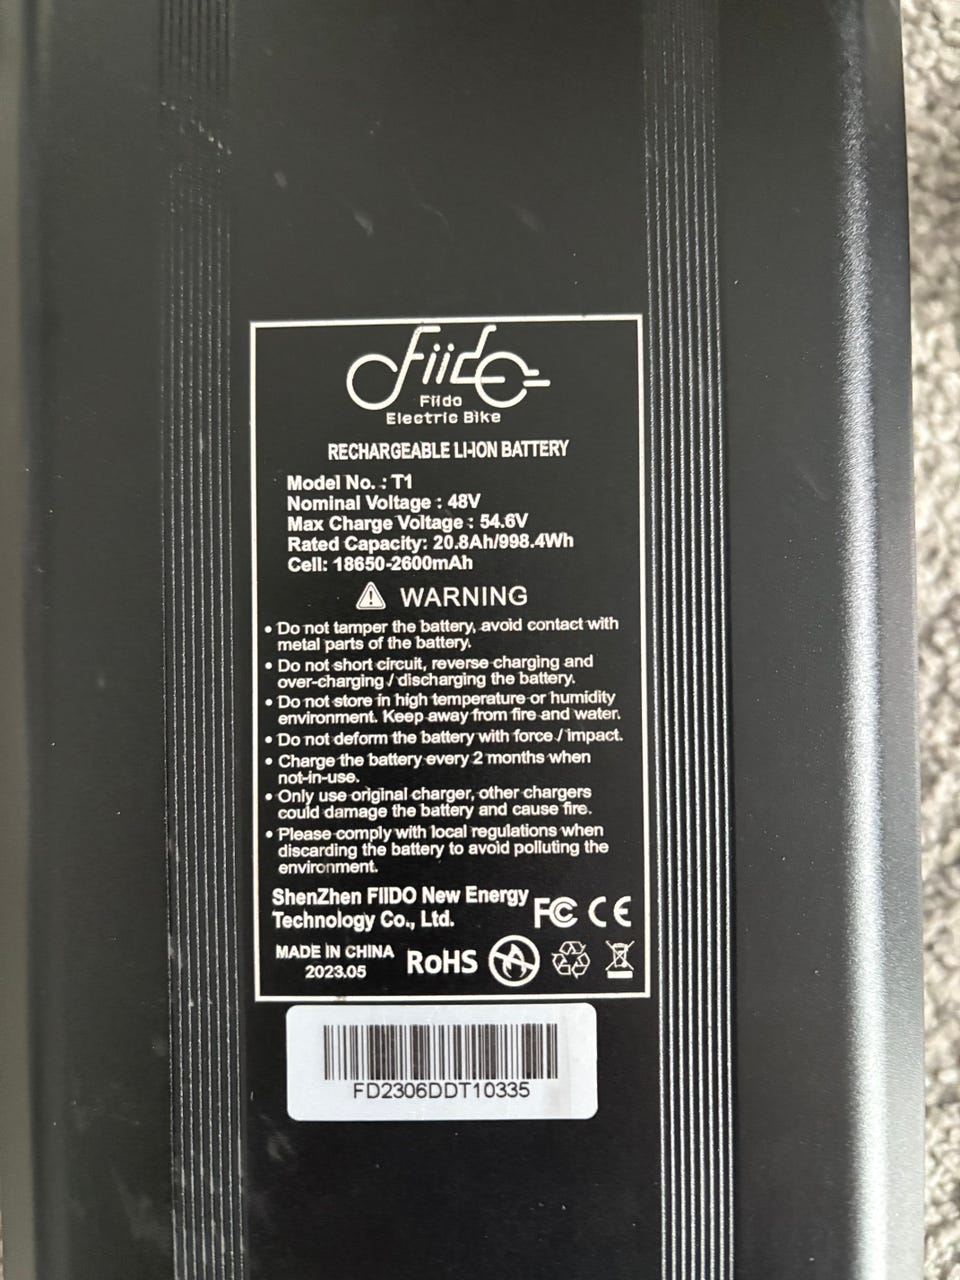 Fiido
Fiido
Electric Bike
RECHARGEABLE LI-ION BATTERY
Model No. : T1
Nominal Voltage : 48V
Max Charge Voltage : 54.6V
Rated Capacity: 20.8Ah/998.4Wh
Cell: 18650-2600mAh
WARNING
• Do not tamper the battery, avoid contact with
metal parts of the battery.
• Do not short circuit, reverse charging and
over-charging / discharging the battery.
• Do not store in high temperature or humidity
environment. Keep away from fire and water.
• Do not deform the battery with force / impact.
• Charge the battery every 2 months when
not-in-use.
• Only use original charger, other chargers
could damage the battery and cause fire.
• Please comply with local regulations when
discarding the battery to avoid polluting the
environment.
ShenZhen FIIDO New Energy
Technology Co., Ltd.
FC CE
MADE IN CHINA
2023.05
RoHS
FD2306DDT10335